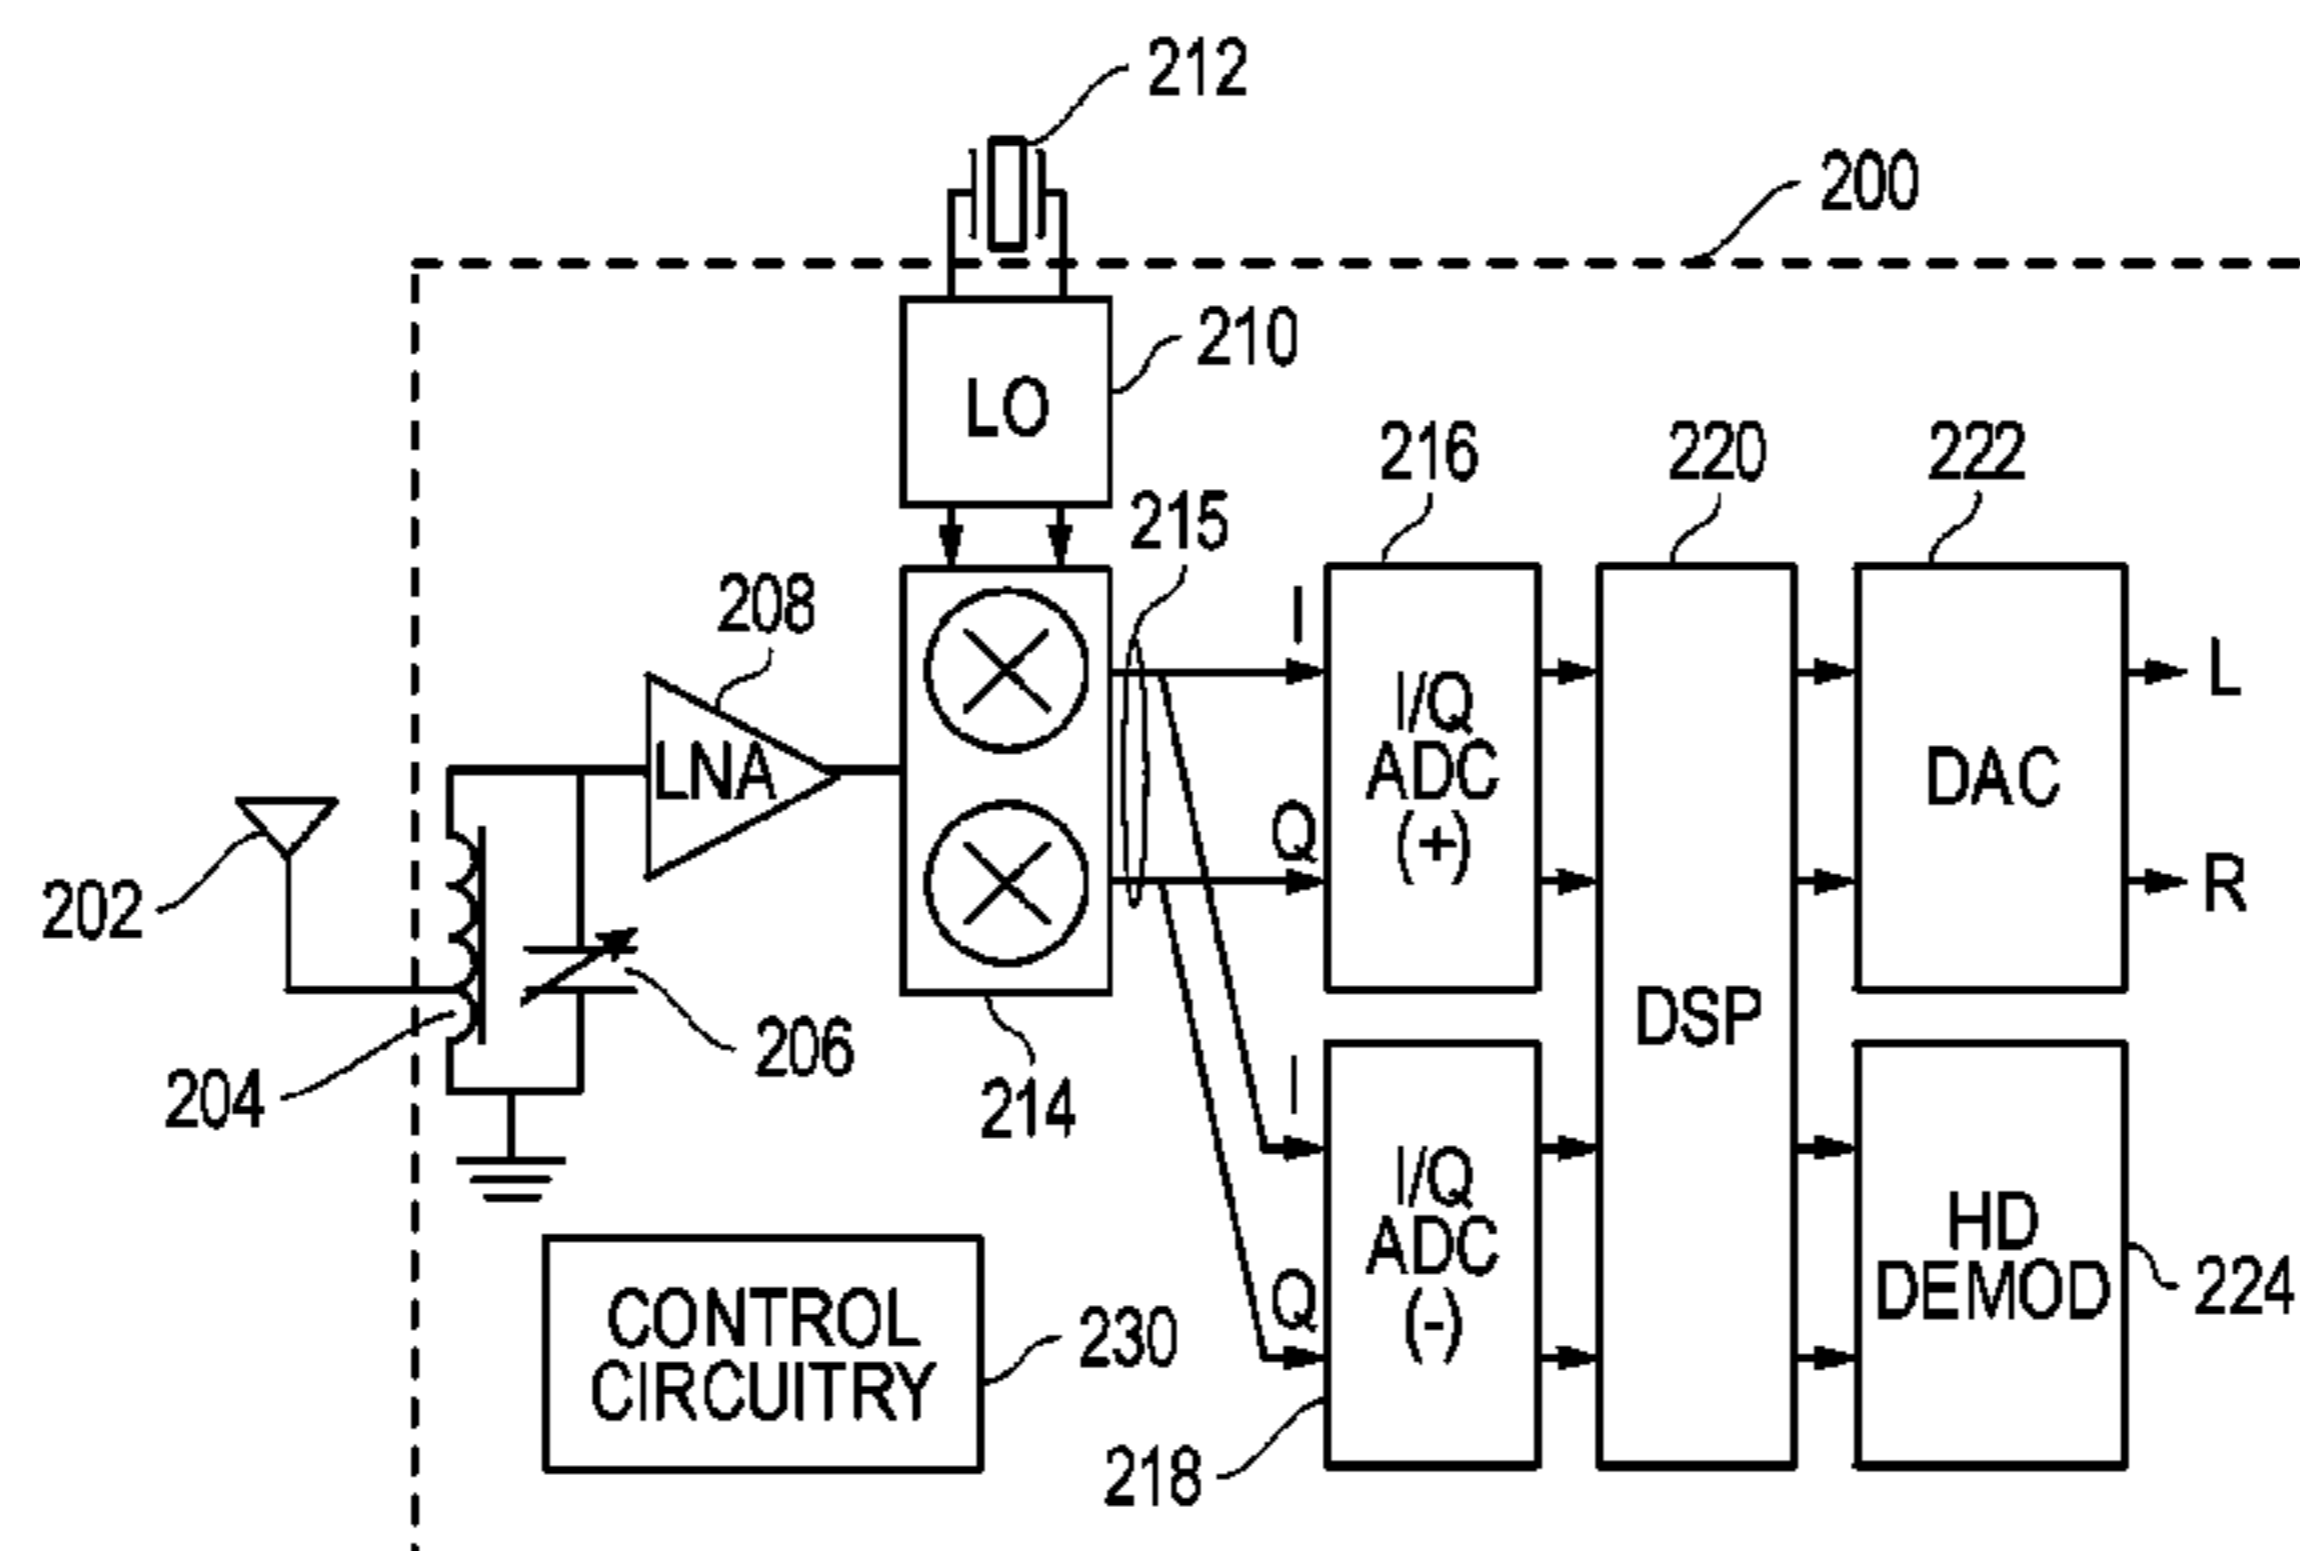 212
200
210
LO
216
220
222
215
208
I
I/Q
ADC
(+)
L
LNA
DAC
Q
R
202
DSP
206
204
214
I
I/Q
ADC
(-)
HD
DEMOD
Q
224
CONTROL
CIRCUITRY
230
218